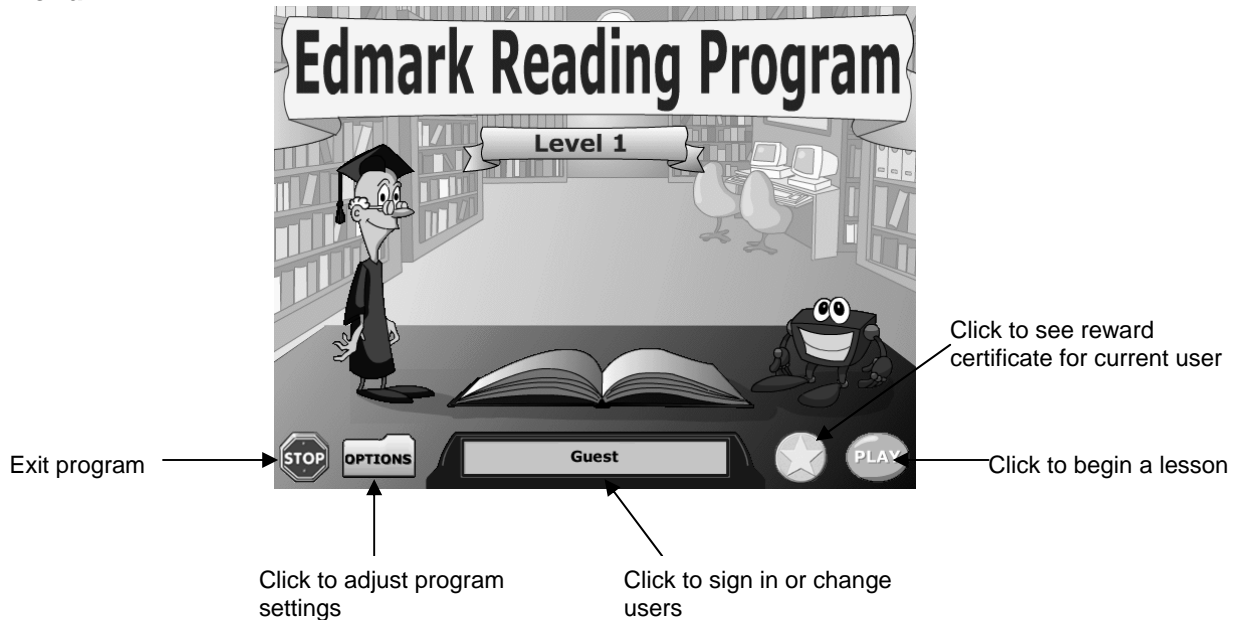 Edmark Reading Program
Level 1
Click to see reward
certificate for current user
Exit program
STOP
OPTIONS
Guest
PLAY
Click to begin a lesson
Click to adjust program
settings
Click to sign in or change
users